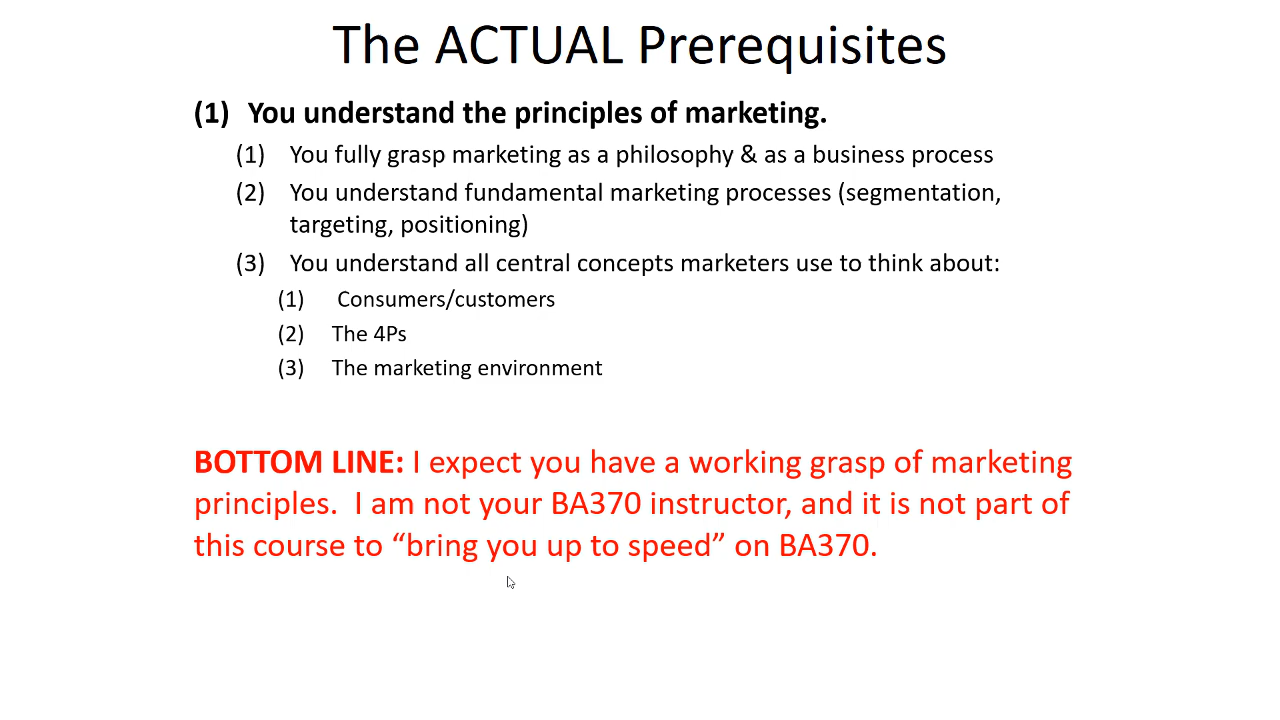 The ACTUAL Prerequisites
(1) You understand the principles of marketing.
(1) You fully grasp marketing as a philosophy & as a business process
(2) You understand fundamental marketing processes (segmentation,
targeting, positioning)
(3) You understand all central concepts marketers use to think about:
(1) Consumers/customers
(2) The 4Ps
(3) The marketing environment
BOTTOM LINE: I expect you have a working grasp of marketing
principles. I am not your BA370 instructor, and it is not part of
this course to “bring you up to speed” on BA370.